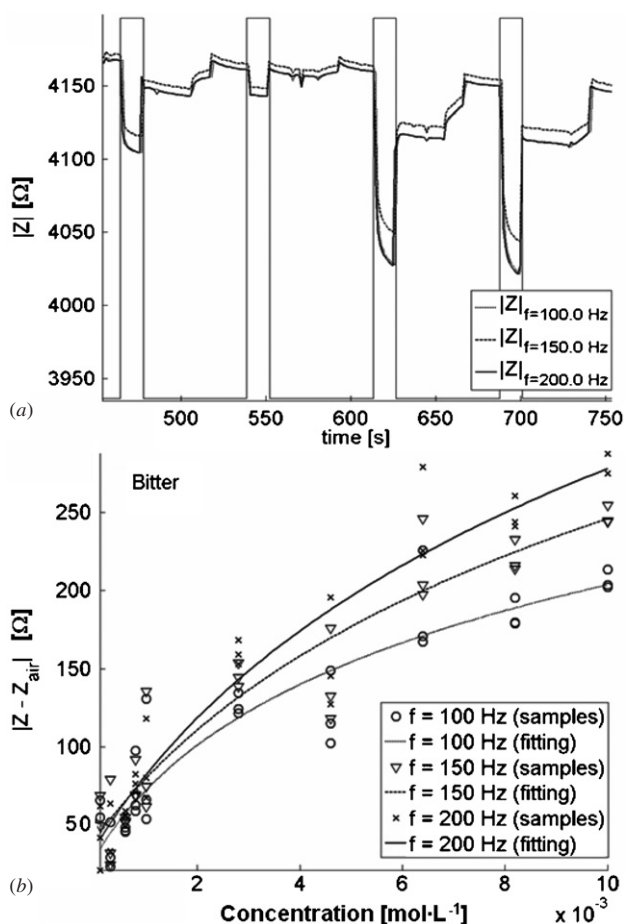 4150
4100
4050
4000
3950
|Z| [Ω]
|Z|f=100.0 Hz
|Z|f=150.0 Hz
|Z|f=200.0 Hz
500 550 600 650 700 750
time [s]
(a)
Bitter
250
200
150
100
50
|Z - Zair| [Ω]
f = 100 Hz (samples)
f = 100 Hz (fitting)
f = 150 Hz (samples)
f = 150 Hz (fitting)
f = 200 Hz (samples)
f = 200 Hz (fitting)
2 4 6 8 10
x 10⁻³
Concentration [mol·L⁻¹]
(b)